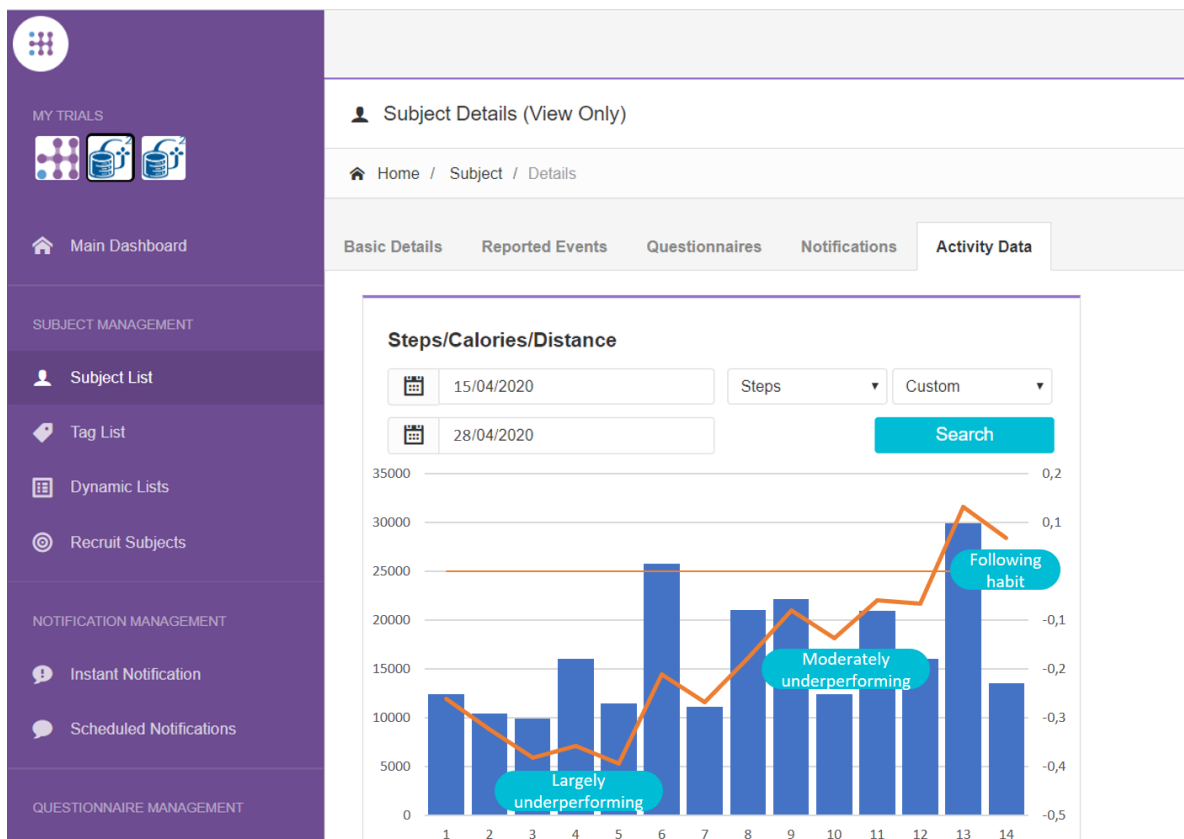 MY TRIALS
2
2
Main Dashboard
SUBJECT MANAGEMENT
Subject List
Tag List
Dynamic Lists
Recruit Subjects
NOTIFICATION MANAGEMENT
Instant Notification
Scheduled Notifications
QUESTIONNAIRE MANAGEMENT
Subject Details (View Only)
Home / Subject / Details
Basic Details Reported Events Questionnaires Notifications Activity Data
Steps/Calories/Distance
15/04/2020 Steps Custom
28/04/2020 Search
35000 0,2
30000 0,1
25000
20000 -0,1
15000 -0,2
10000 -0,3
5000 -0,4
0 -0,5
Following
habit
Moderately
underperforming
Largely
underperforming
1 2 3 4 5 6 7 8 9 10 11 12 13 14